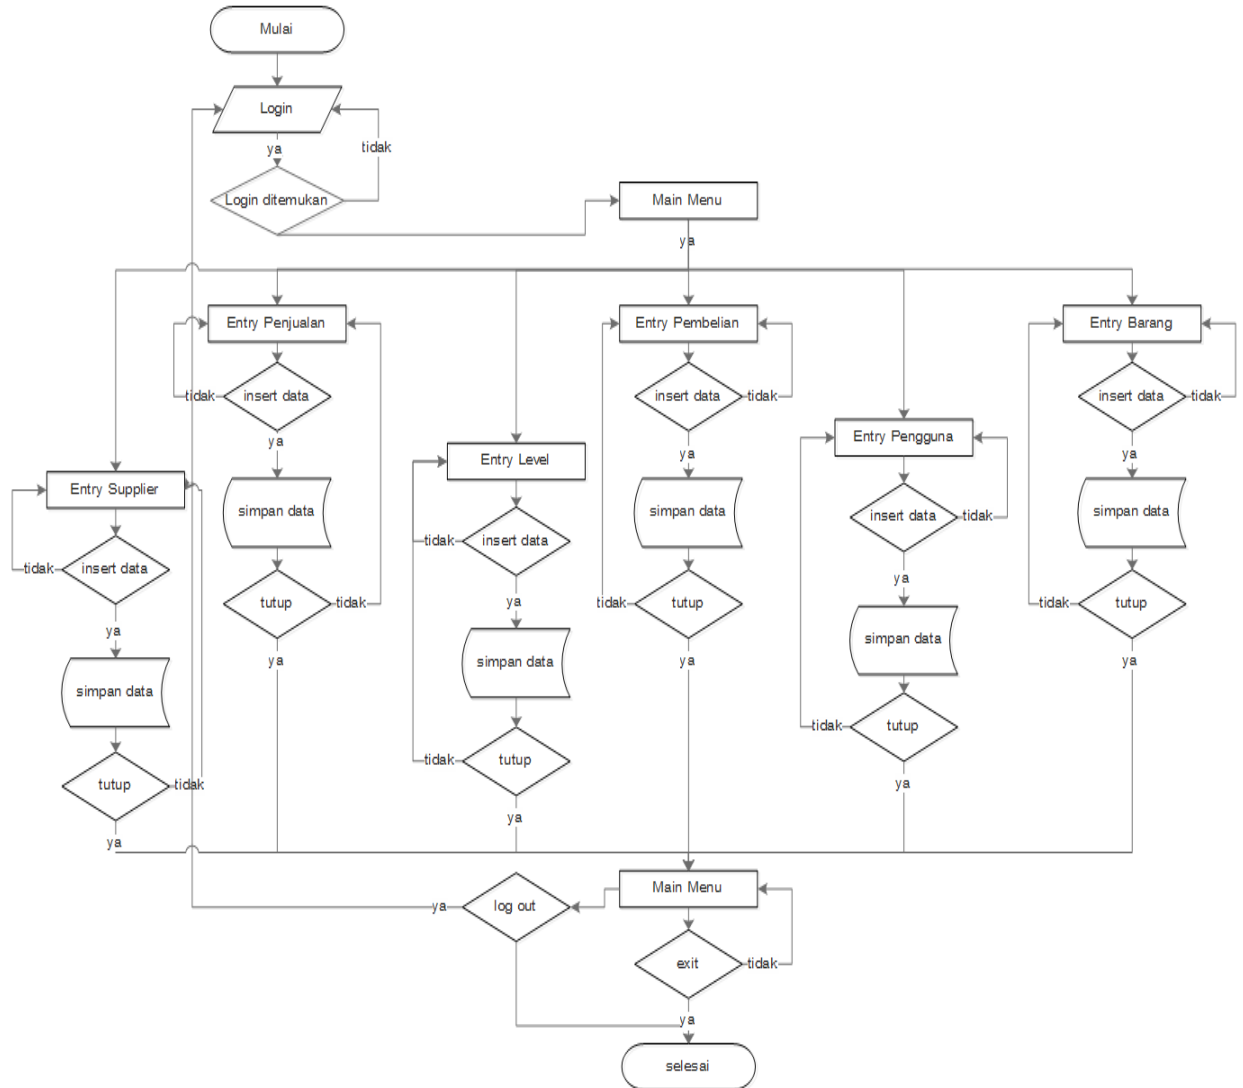 Mulai
Login
ya
tidak
Login ditemukan
Main Menu
ya
Entry Penjualan
Entry Pembelian
Entry Barang
tidak
insert data
insert data
tidak
insert data
tidak
Entry Pengguna
ya
ya
ya
Entry Level
Entry Supplier
simpan data
simpan data
insert data
tidak
simpan data
tidak
insert data
tidak
insert data
ya
tutup
tidak
ya
tidak
tutup
tidak
tutup
ya
simpan data
ya
simpan data
ya
ya
simpan data
tidak
tutup
tidak
tutup
tutup
tidak
ya
ya
ya
Main Menu
ya
log out
exit
tidak
ya
selesai